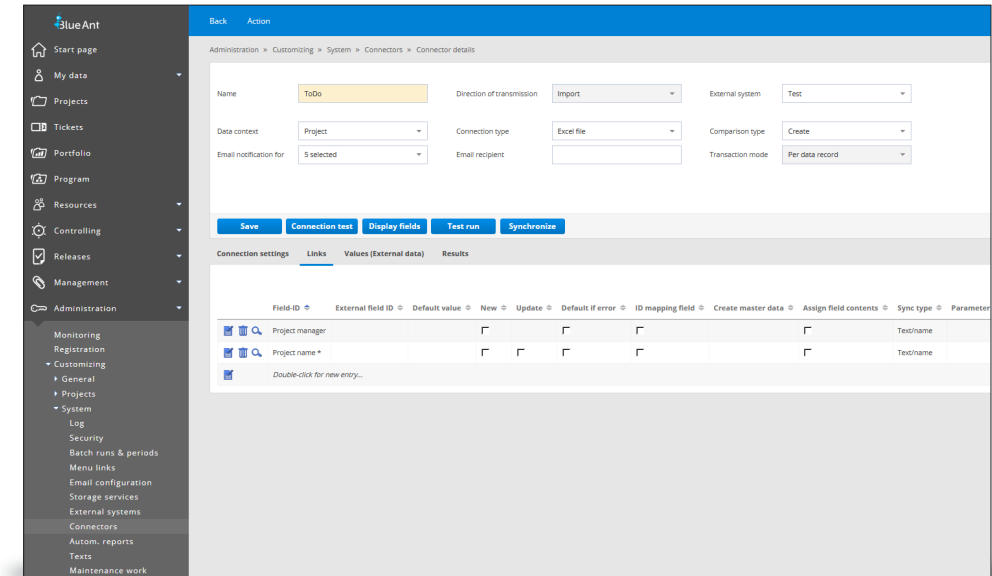 Blue Ant
Start page
My data
Projects
Tickets
Portfolio
Program
Resources
Controlling
Releases
Management
Administration
Monitoring
Registration
Customizing
General
Projects
System
Log
Security
Batch runs & periods
Menu links
Email configuration
Storage services
External systems
Connectors
Autom. reports
Texts
Maintenance work
Back Action
Administration » Customizing » System » Connectors » Connector details
Name ToDo Direction of transmission Import External system Test
Data context Project Connection type Excel file Comparison type Create
Email notification for 5 selected Email recipient Transaction mode Per data record
Save Connection test Display fields Test run Synchronize
Connection settings Links Values (External data) Results
Field-ID External field ID Default value New Update Default if error ID mapping field Create master data Assign field contents Sync type Parameter
Project manager Text/name
Project name * Text/name
Double-click for new entry...